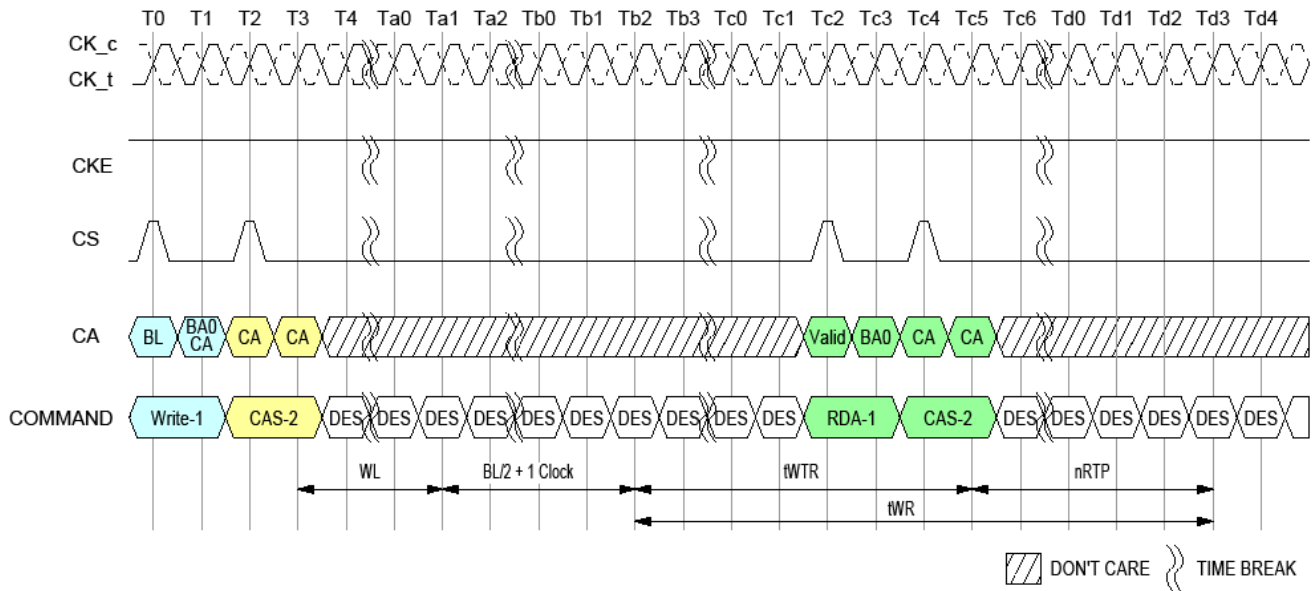 T0 T1 T2 T3 T4 Ta0 Ta1 Ta2 Tb0 Tb1 Tb2 Tb3 Tc0 Tc1 Tc2 Tc3 Tc4 Tc5 Tc6 Td0 Td1 Td2 Td3 Td4
CK_c
CK_t
CKE
CS
CA BL BA0 CA CA CA Valid BA0 CA CA
COMMAND Write-1 CAS-2 DES DES DES DES DES DES DES DES DES DES RDA-1 CAS-2 DES DES DES DES DES DES
WL BL/2 + 1 Clock tWTR nRTP
tWR
DON'T CARE TIME BREAK